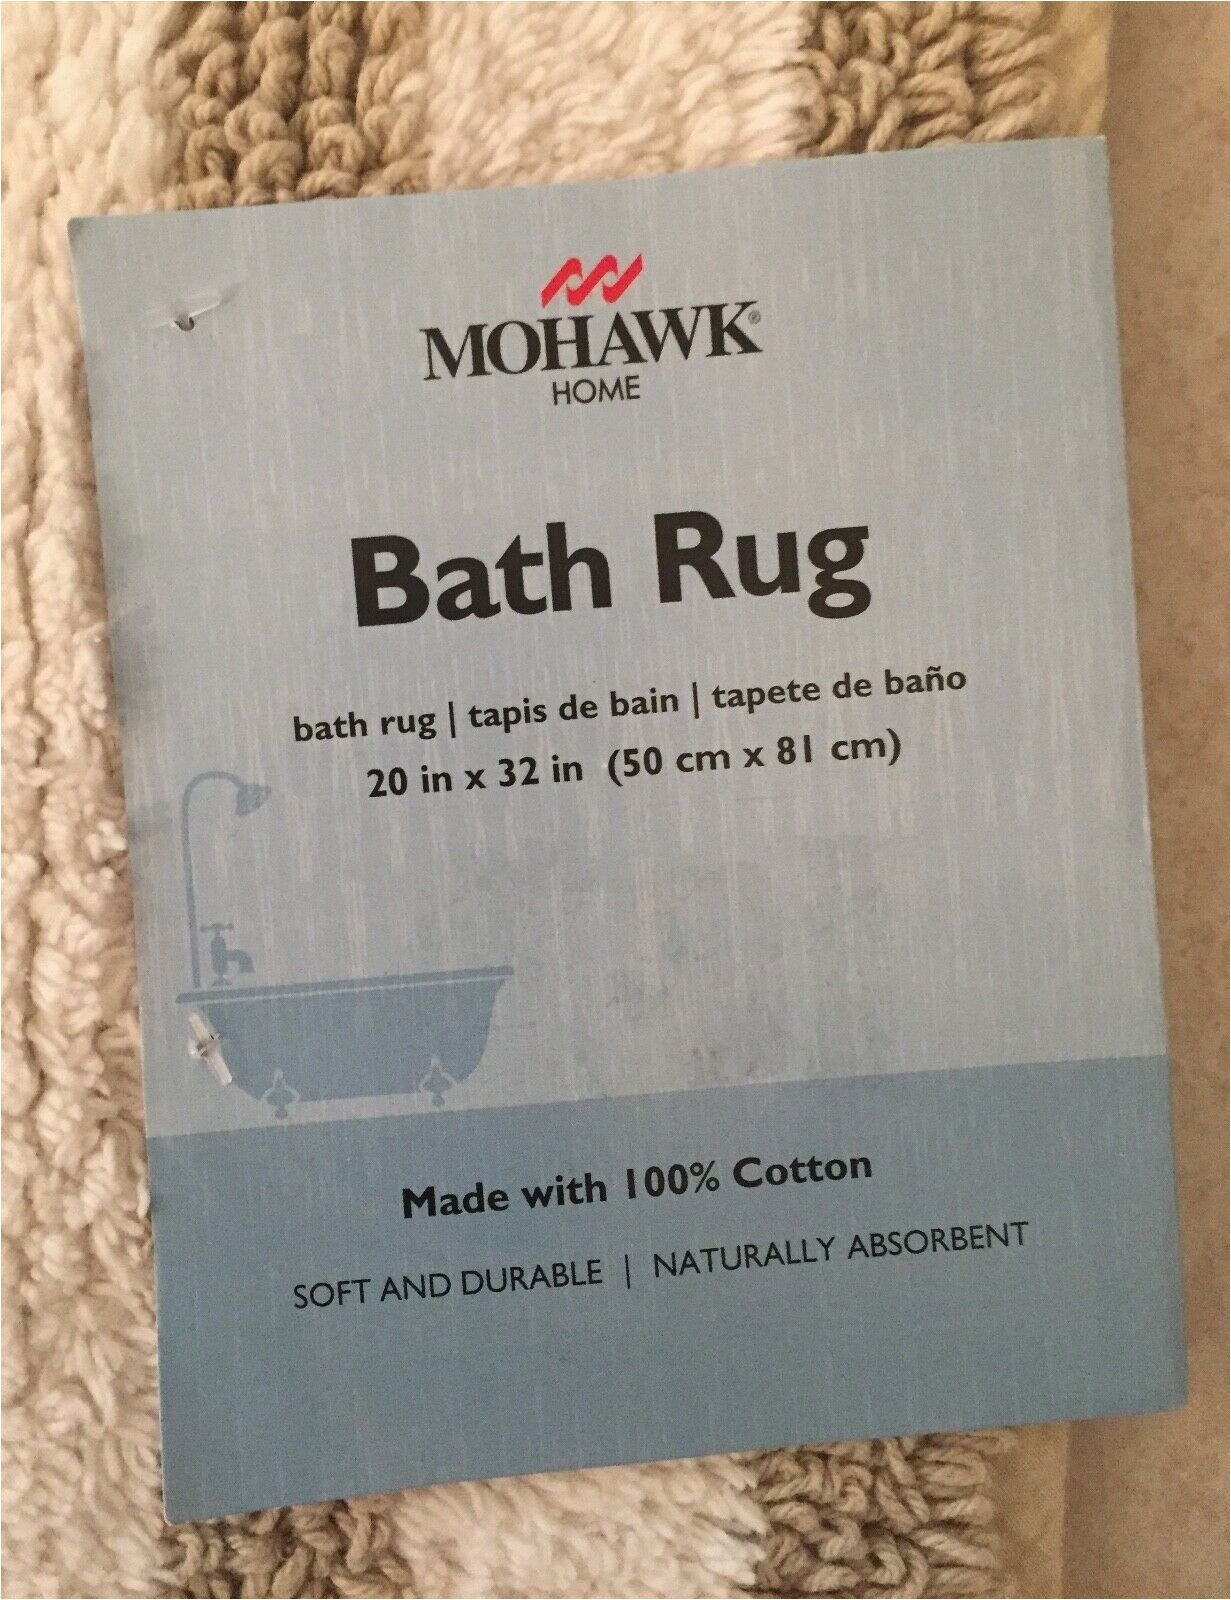 MOHAWK®
HOME
Bath Rug
bath rug | tapis de bain | tapete de baño
20 in x 32 in (50 cm x 81 cm)
Made with 100% Cotton
SOFT AND DURABLE | NATURALLY ABSORBENT